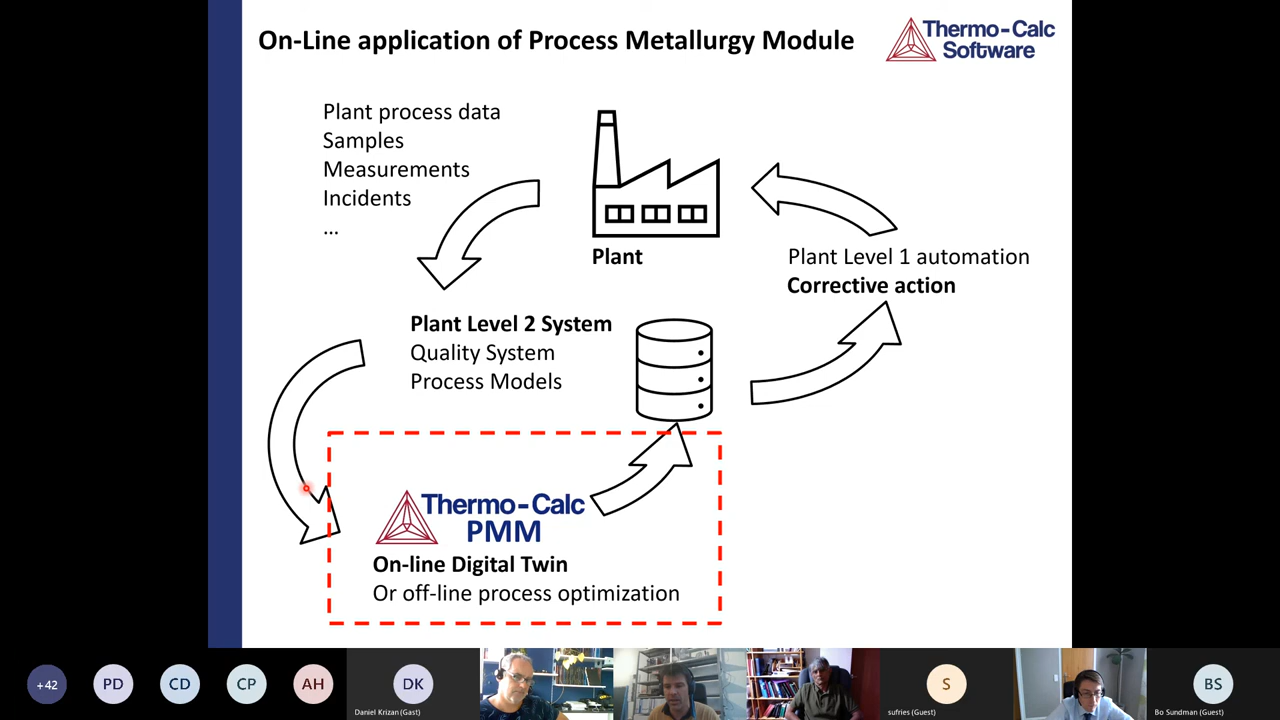 On-Line application of Process Metallurgy Module
Thermo-Calc
Software
Plant process data
Samples
Measurements
Incidents
...
Plant
Plant Level 1 automation
Corrective action
Plant Level 2 System
Quality System
Process Models
Thermo-Calc
PMM
On-line Digital Twin
Or off-line process optimization
+42
PD
CD
CP
AH
DK
Daniel Krizan (Gast)
S
sufries (Guest)
BS
Bo Sundman (Guest)